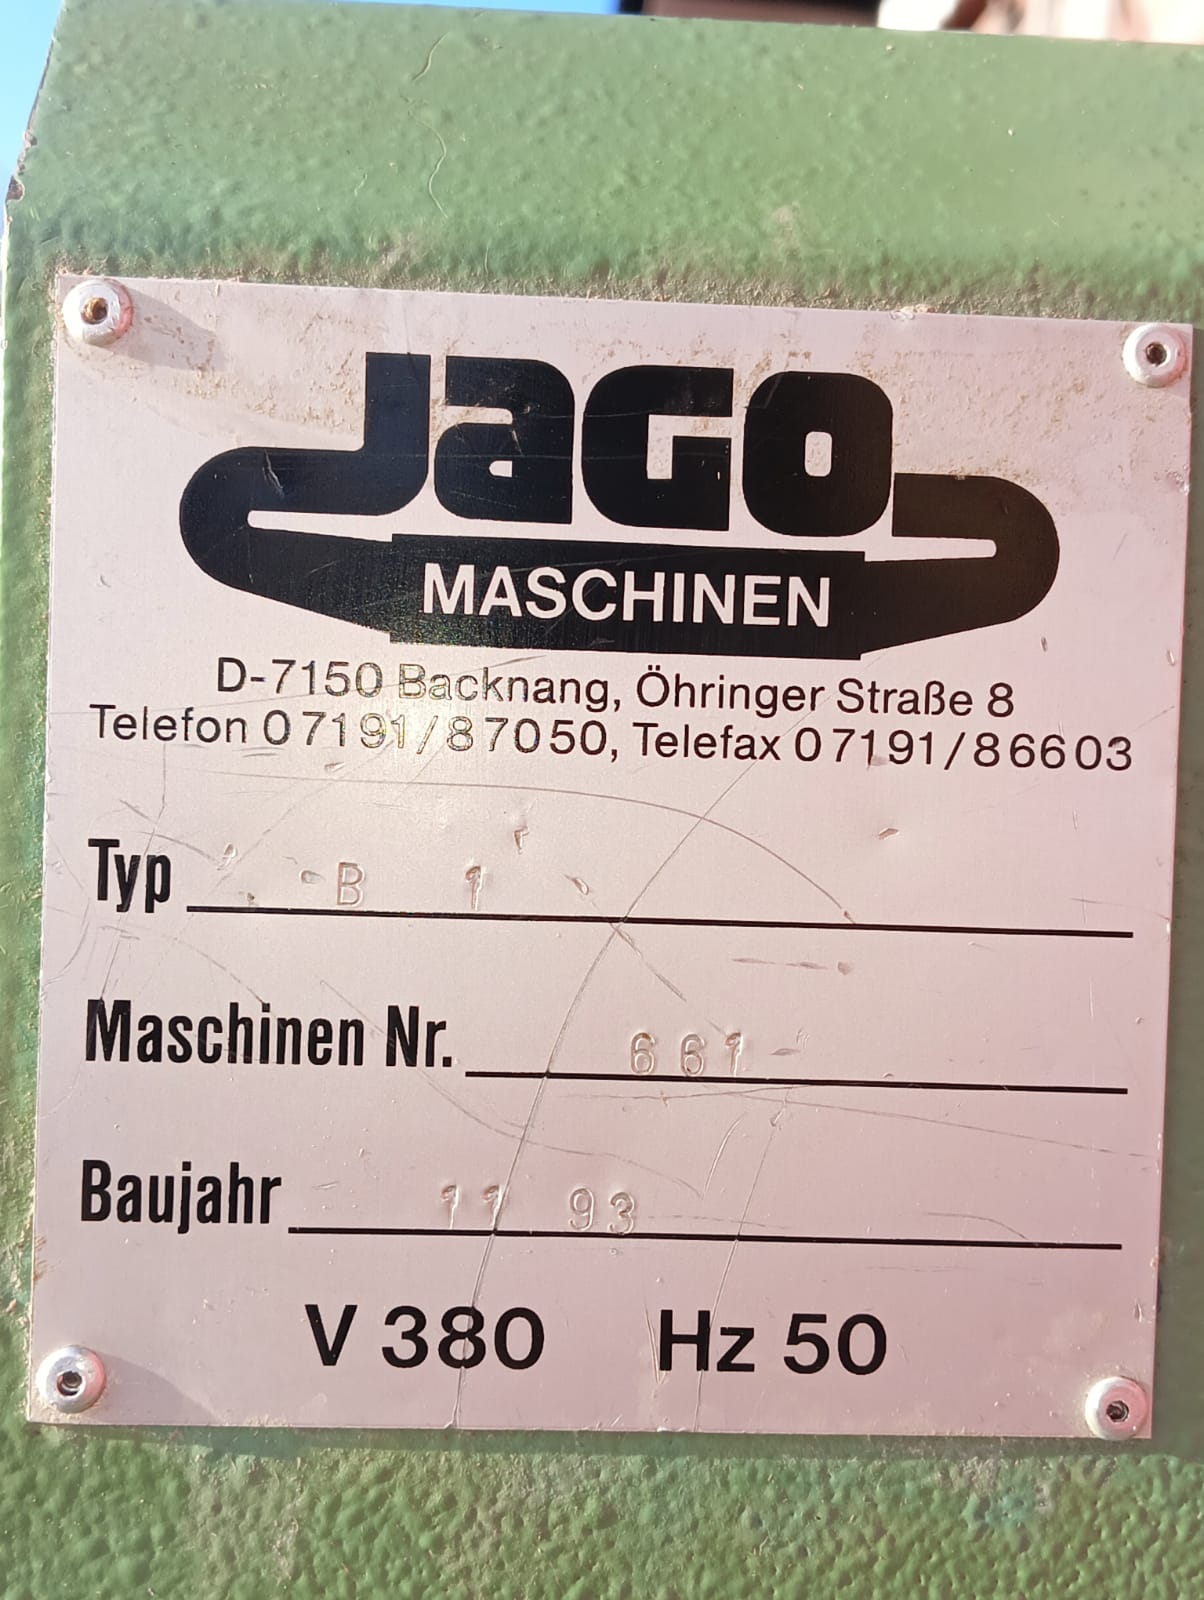 JAGO
MASCHINEN
D-7150 Backnang, Öhringer Straße 8
Telefon 07191/87050, Telefax 07191/86603
Typ B 1
Maschinen Nr. 661
Baujahr 11 93
V 380 Hz 50